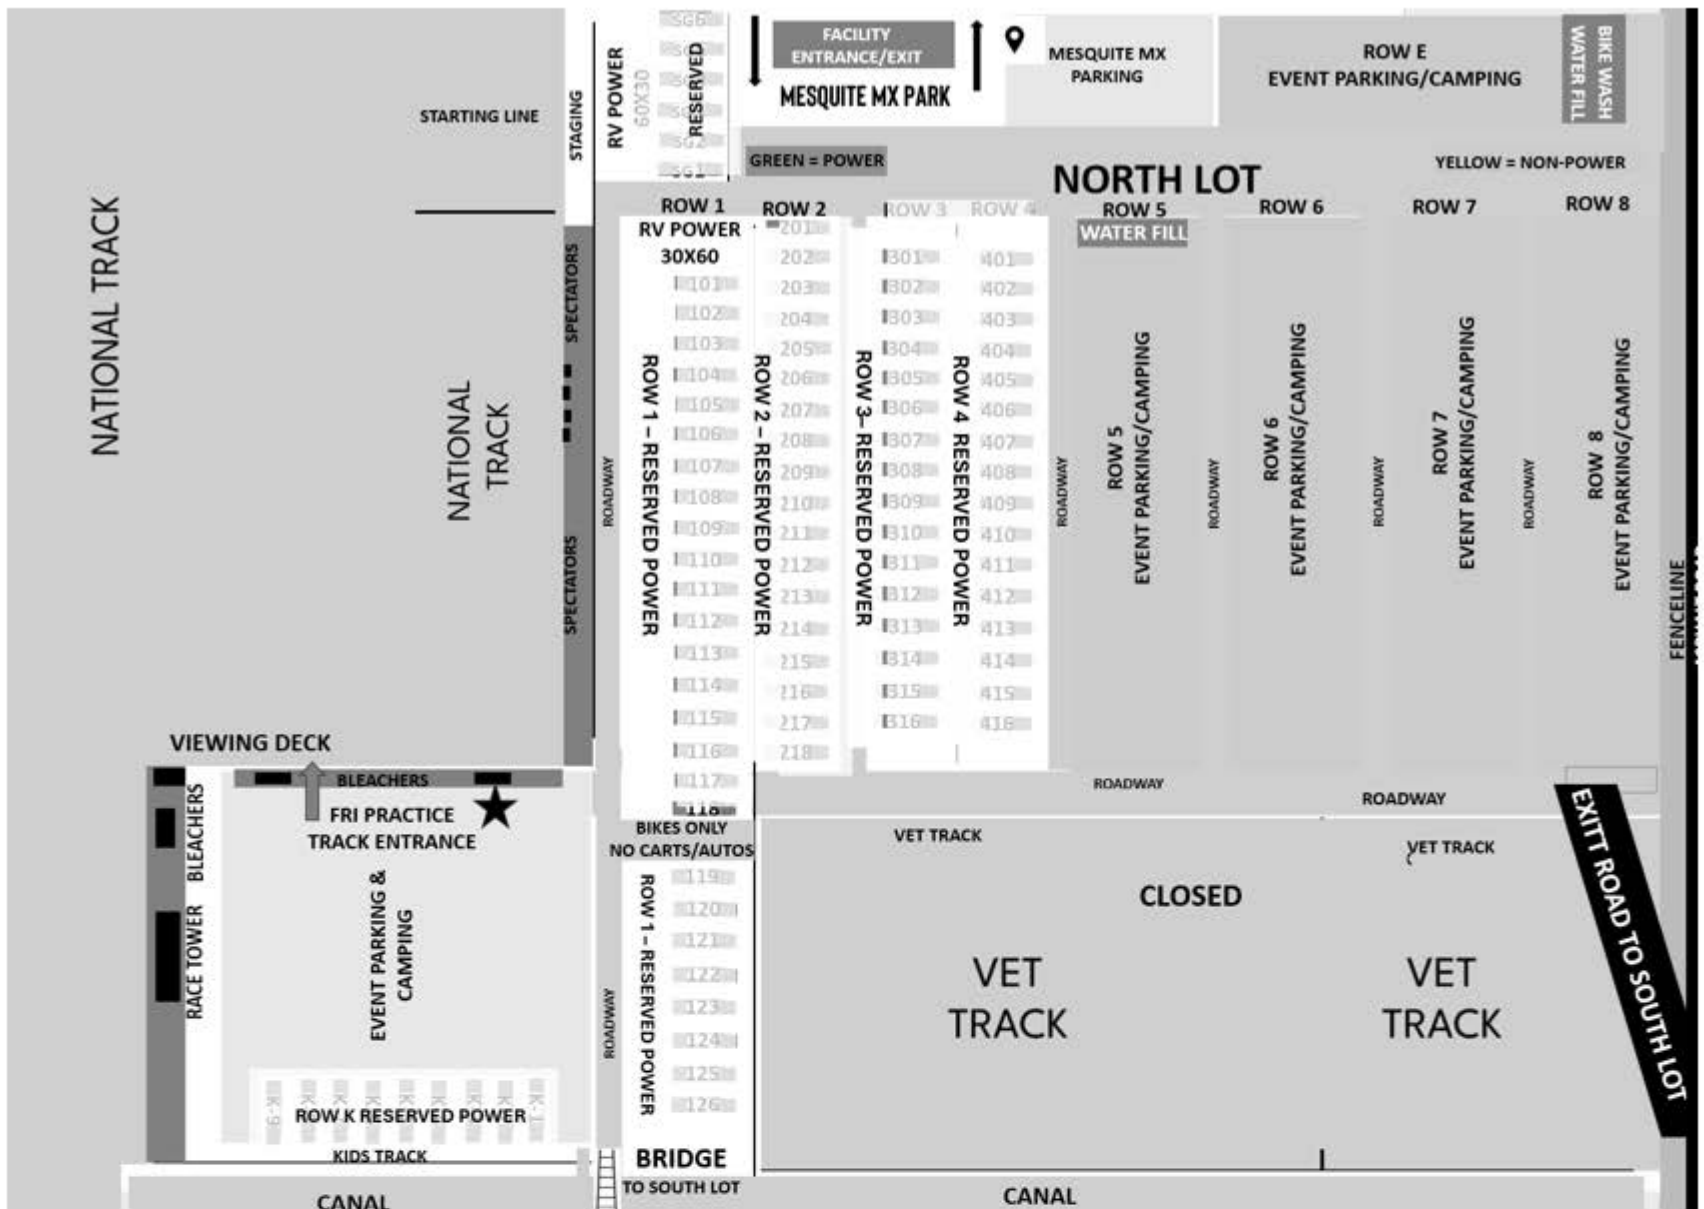 SG6
RESERVED
RV POWER
60X30
SG2
SG1
FACILITY
ENTRANCE/EXIT
MESQUITE MX PARK
MESQUITE MX
PARKING
ROW E
EVENT PARKING/CAMPING
BIKE WASH
WATER FILL
STARTING LINE
STAGING
GREEN = POWER
NORTH LOT
YELLOW = NON-POWER
ROW 1
ROW 2
ROW 3
ROW 4
ROW 5
ROW 6
ROW 7
ROW 8
RV POWER
30X60
WATER FILL
NATIONAL TRACK
NATIONAL
TRACK
SPECTATORS
SPECTATORS
ROADWAY
ROW 1 – RESERVED POWER
101
102
103
104
105
106
107
108
109
110
111
112
113
114
115
116
117
118
ROW 2 – RESERVED POWER
201
202
203
204
205
206
207
208
209
210
211
212
213
214
215
216
217
218
ROW 3– RESERVED POWER
301
302
303
304
305
306
307
308
309
310
311
312
313
314
315
316
ROW 4 RESERVED POWER
401
402
403
404
405
406
407
408
409
410
411
412
413
414
415
416
ROADWAY
ROW 5
EVENT PARKING/CAMPING
ROADWAY
ROW 6
EVENT PARKING/CAMPING
ROADWAY
ROW 7
EVENT PARKING/CAMPING
ROADWAY
ROW 8
EVENT PARKING/CAMPING
FENCELINE
VIEWING DECK
BLEACHERS
FRI PRACTICE
TRACK ENTRANCE
BLEACHERS
RACE TOWER
EVENT PARKING &
CAMPING
ROADWAY
ROADWAY
BIKES ONLY
NO CARTS/AUTOS
VET TRACK
VET TRACK
CLOSED
VET
TRACK
VET
TRACK
EXITT ROAD TO SOUTH LOT
ROADWAY
ROW 1 – RESERVED POWER
119
120
121
122
123
124
125
126
K-9
ROW K RESERVED POWER
K-1
KIDS TRACK
BRIDGE
TO SOUTH LOT
CANAL
CANAL